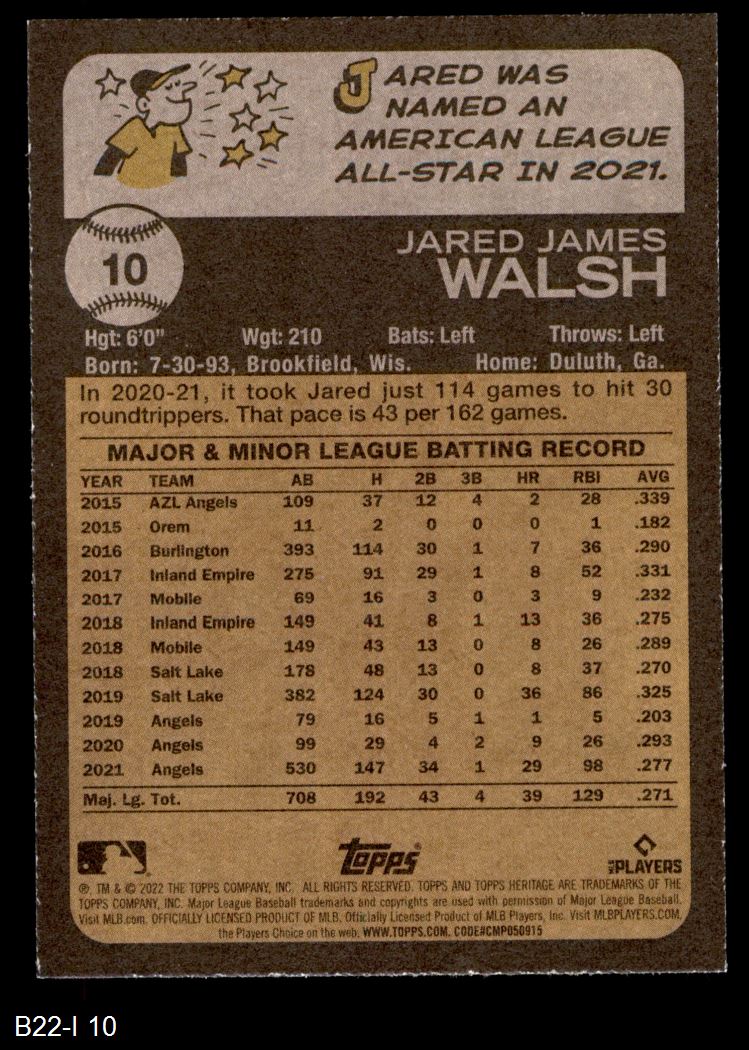 JARED WAS
NAMED AN
AMERICAN LEAGUE
ALL-STAR IN 2021.
10
JARED JAMES
WALSH
Hgt: 6'0" Wgt: 210 Bats: Left Throws: Left
Born: 7-30-93, Brookfield, Wis. Home: Duluth, Ga.
In 2020-21, it took Jared just 114 games to hit 30
roundtrippers. That pace is 43 per 162 games.
MAJOR & MINOR LEAGUE BATTING RECORD
YEAR TEAM AB H 2B 3B HR RBI AVG
2015 AZL Angels 109 37 12 4 2 28 .339
2015 Orem 11 2 0 0 0 1 .182
2016 Burlington 393 114 30 1 7 36 .290
2017 Inland Empire 275 91 29 1 8 52 .331
2017 Mobile 69 16 3 0 3 9 .232
2018 Inland Empire 149 41 8 1 13 36 .275
2018 Mobile 149 43 13 0 8 26 .289
2018 Salt Lake 178 48 13 0 8 37 .270
2019 Salt Lake 382 124 30 0 36 86 .325
2019 Angels 79 16 5 1 1 5 .203
2020 Angels 99 29 4 2 9 26 .293
2021 Angels 530 147 34 1 29 98 .277
Maj. Lg. Tot. 708 192 43 4 39 129 .271
Topps
MLB PLAYERS
®, TM & © 2022 THE TOPPS COMPANY, INC. ALL RIGHTS RESERVED. TOPPS AND TOPPS HERITAGE ARE TRADEMARKS OF THE
TOPPS COMPANY, INC. Major League Baseball trademarks and copyrights are used with permission of Major League Baseball.
Visit MLB.com. OFFICIALLY LICENSED PRODUCT OF MLB. Officially Licensed Product of MLB Players, Inc. Visit MLBPLAYERS.COM,
the Players Choice on the web. WWW.TOPPS.COM. CODE#CMP050915
B22-I 10